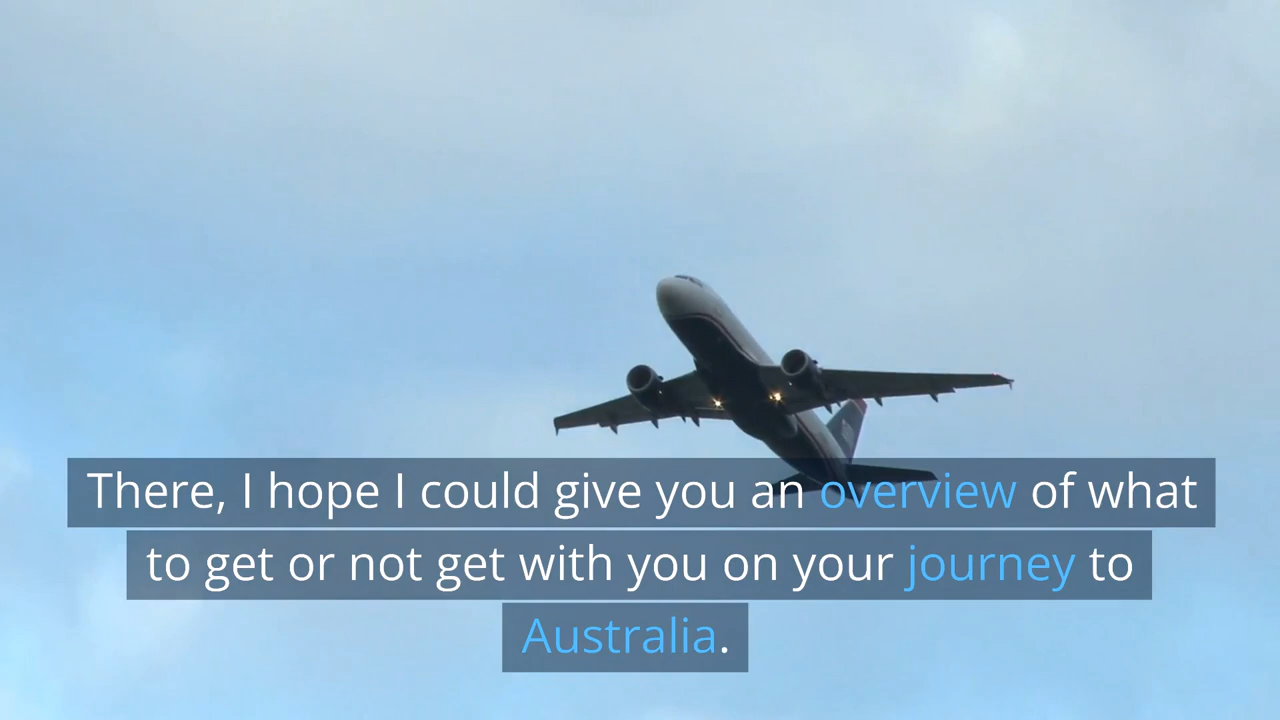 There, I hope I could give you an overview of what
to get or not get with you on your journey to
Australia.